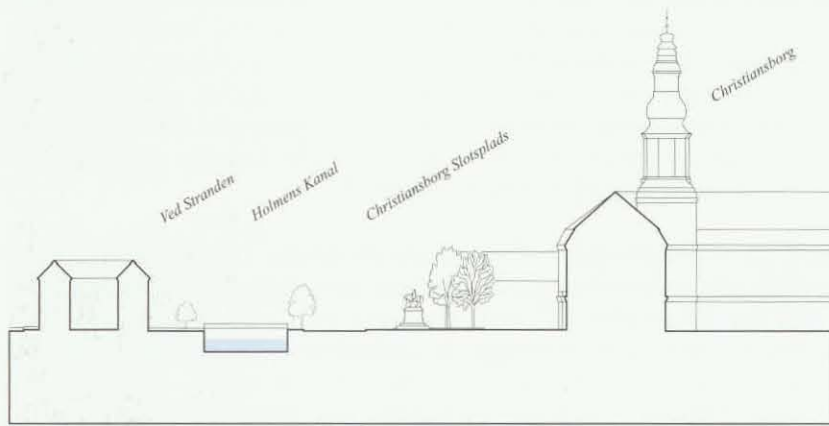 Ved Stranden
Holmens Kanal
Christiansborg Slotsplads
Christiansborg